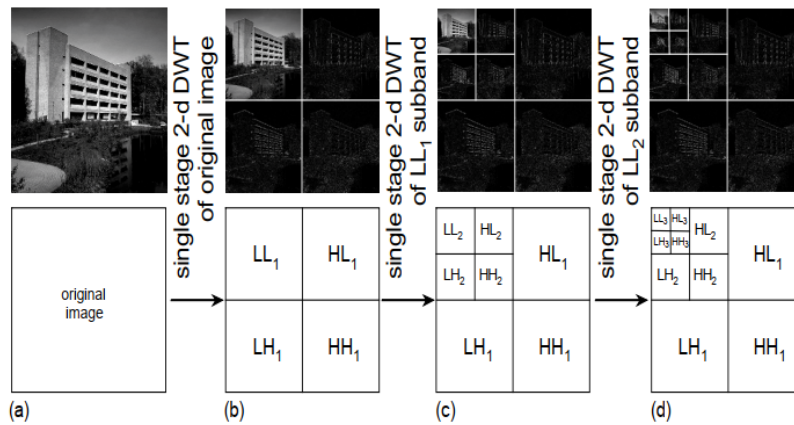 single stage 2-d DWT
of original image
single stage 2-d DWT
of LL₁ subband
single stage 2-d DWT
of LL₂ subband
original
image
LL₁ HL₁
LH₁ HH₁
LL₂ HL₂
LH₂ HH₂
HL₁
LH₁ HH₁
LL₃ HL₃
LH₃ HH₃
HL₂
LH₂ HH₂
HL₁
LH₁ HH₁
(a) (b) (c) (d)